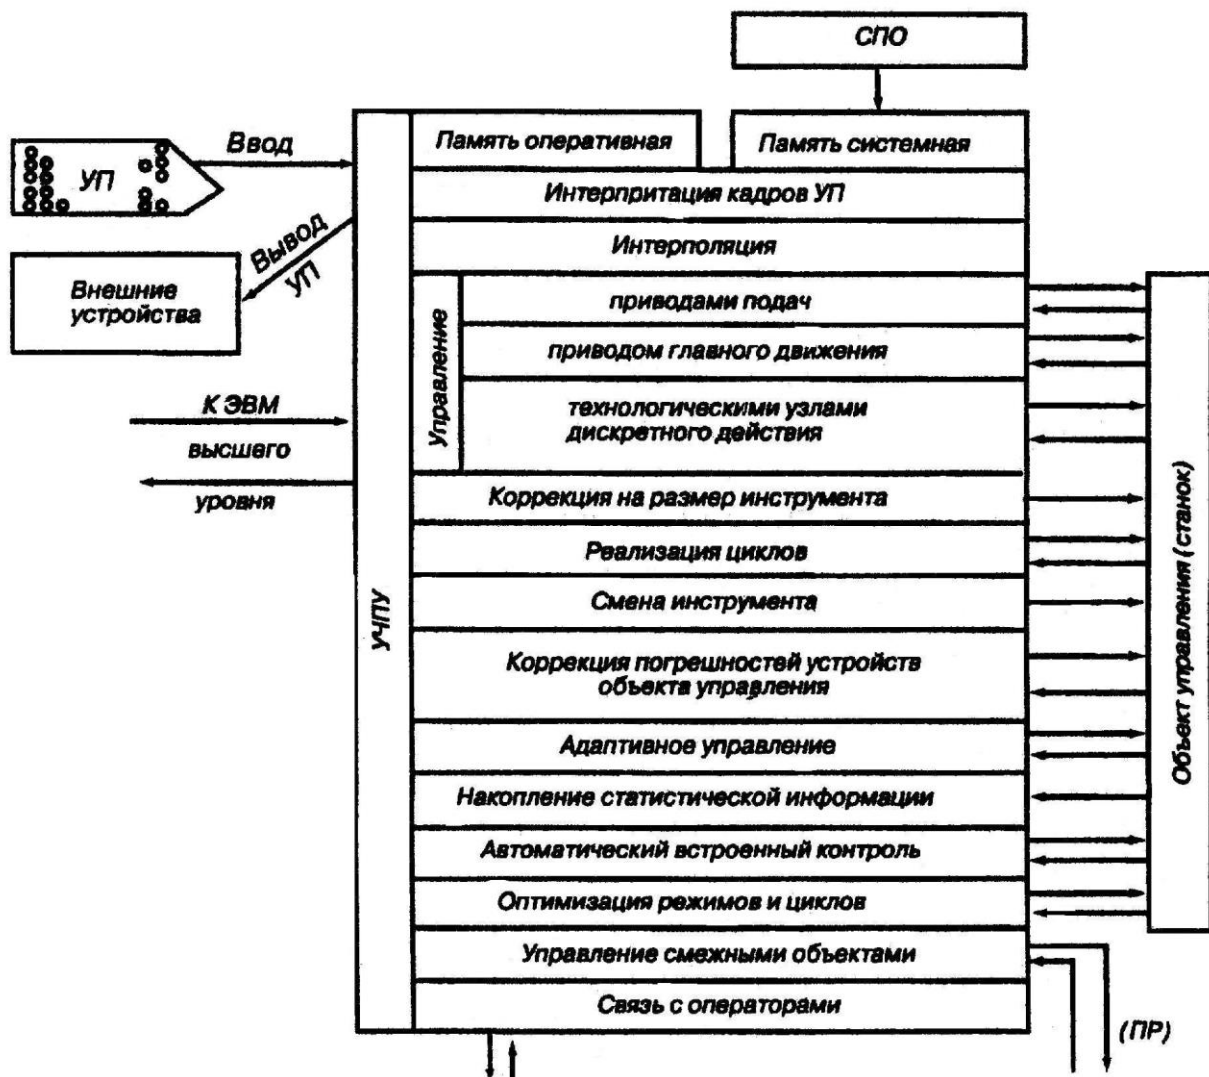 СПО
Память оперативная
Память системная
Ввод
УП
Интерпритация кадров УП
Вывод
УП
Интерполяция
Внешние
устройства
Управление
приводами подач
приводом главного движения
К ЭВМ
высшего
уровня
технологическими узлами
дискретного действия
УЧПУ
Коррекция на размер инструмента
Реализация циклов
Смена инструмента
Коррекция погрешностей устройств
объекта управления
Адаптивное управление
Накопление статистической информации
Автоматический встроенный контроль
Оптимизация режимов и циклов
Управление смежными объектами
Связь с операторами
Объект управления (станок)
(ПР)